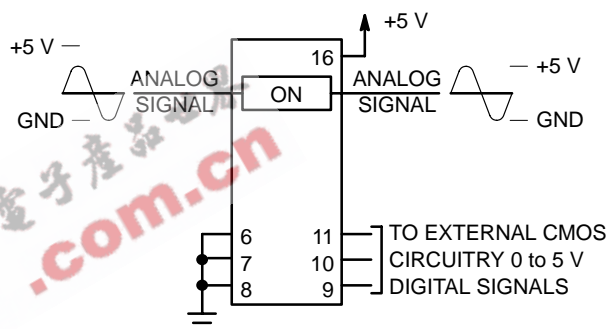 +5 V
+5 V
16
ANALOG
SIGNAL
ON
ANALOG
SIGNAL
+5 V
GND
GND
6
7
8
11
10
9
TO EXTERNAL CMOS
CIRCUITRY 0 to 5 V
DIGITAL SIGNALS
.com.cn